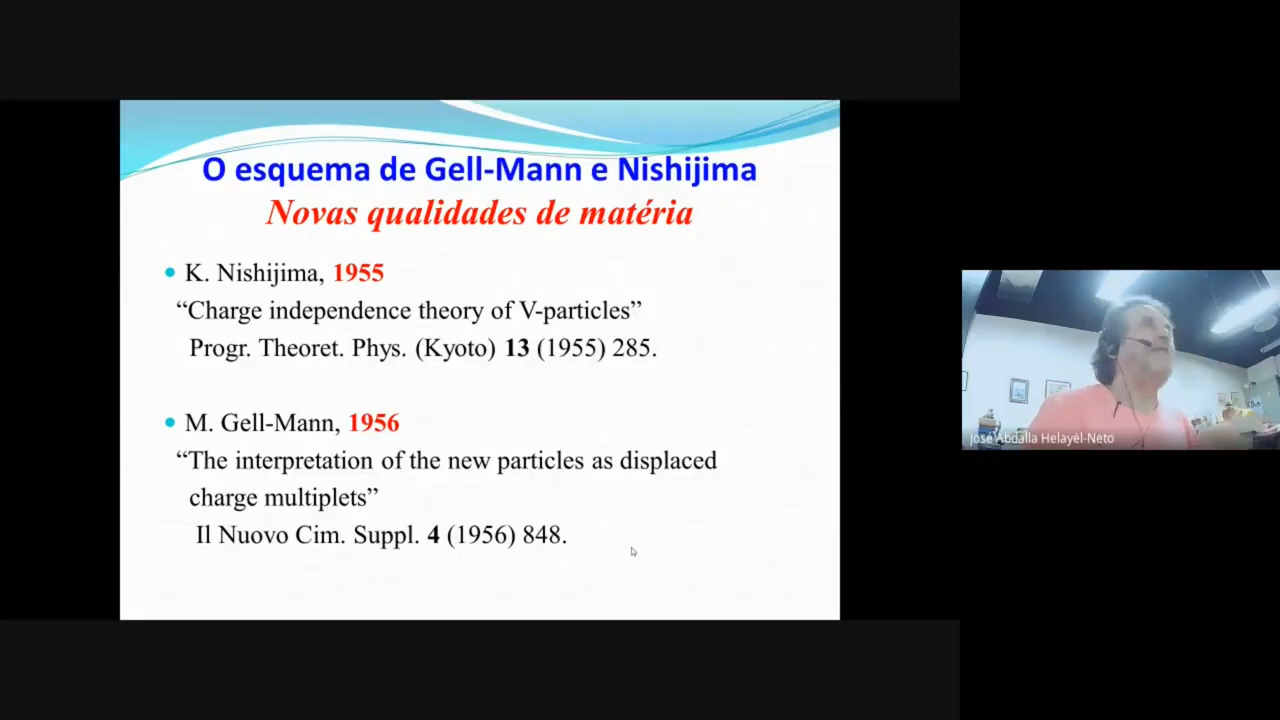 O esquema de Gell-Mann e Nishijima
Novas qualidades de matéria
• K. Nishijima, 1955
“Charge independence theory of V-particles”
Progr. Theoret. Phys. (Kyoto) 13 (1955) 285.
• M. Gell-Mann, 1956
“The interpretation of the new particles as displaced
charge multiplets”
Il Nuovo Cim. Suppl. 4 (1956) 848.
José Abdalla Helayël-Neto